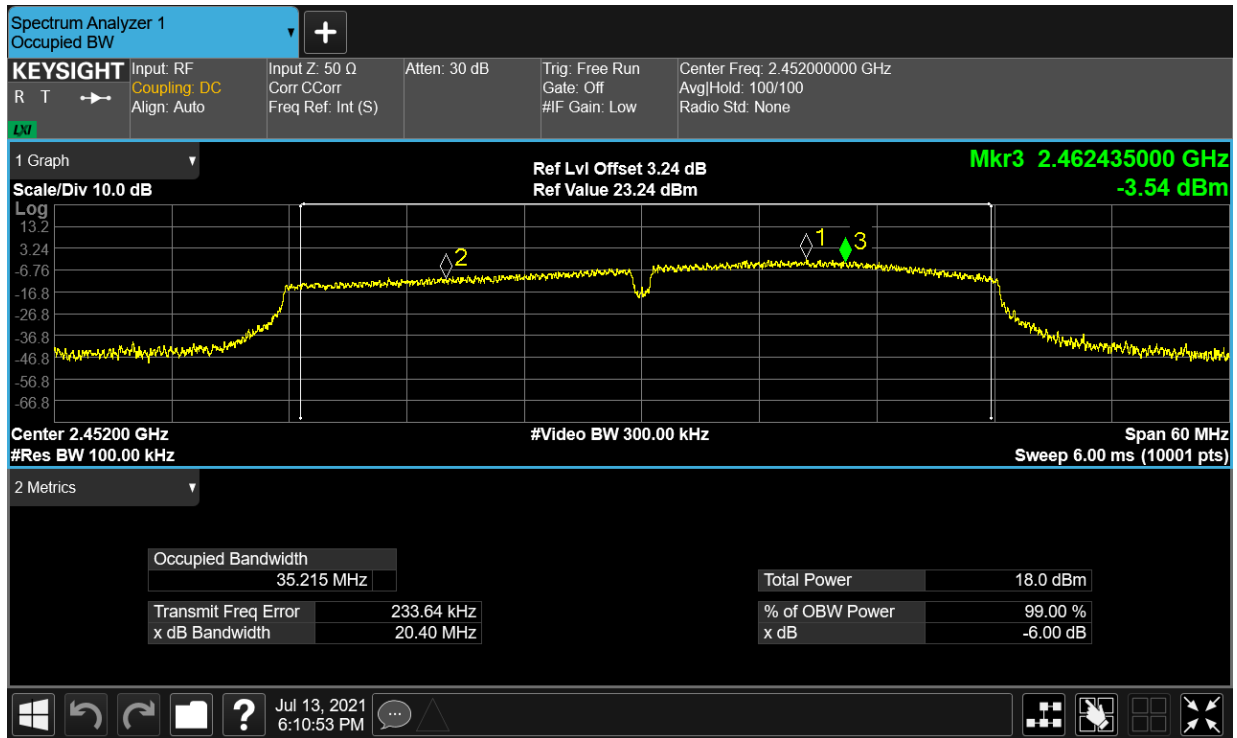 Spectrum Analyzer 1
Occupied BW
KEYSIGHT
R T
LXI
Input: RF
Coupling: DC
Align: Auto
Input Z: 50 Ω
Corr CCorr
Freq Ref: Int (S)
Atten: 30 dB
Trig: Free Run
Gate: Off
#IF Gain: Low
Center Freq: 2.452000000 GHz
Avg|Hold: 100/100
Radio Std: None
1 Graph
Scale/Div 10.0 dB
Ref Lvl Offset 3.24 dB
Ref Value 23.24 dBm
Mkr3 2.462435000 GHz
-3.54 dBm
Log
13.2
3.24
-6.76
-16.8
-26.8
-36.8
-46.8
-56.8
-66.8
2
1
3
Center 2.45200 GHz
#Res BW 100.00 kHz
#Video BW 300.00 kHz
Span 60 MHz
Sweep 6.00 ms (10001 pts)
2 Metrics
Occupied Bandwidth
35.215 MHz
Transmit Freq Error 233.64 kHz
x dB Bandwidth 20.40 MHz
Total Power 18.0 dBm
% of OBW Power 99.00 %
x dB -6.00 dB
?
Jul 13, 2021
6:10:53 PM